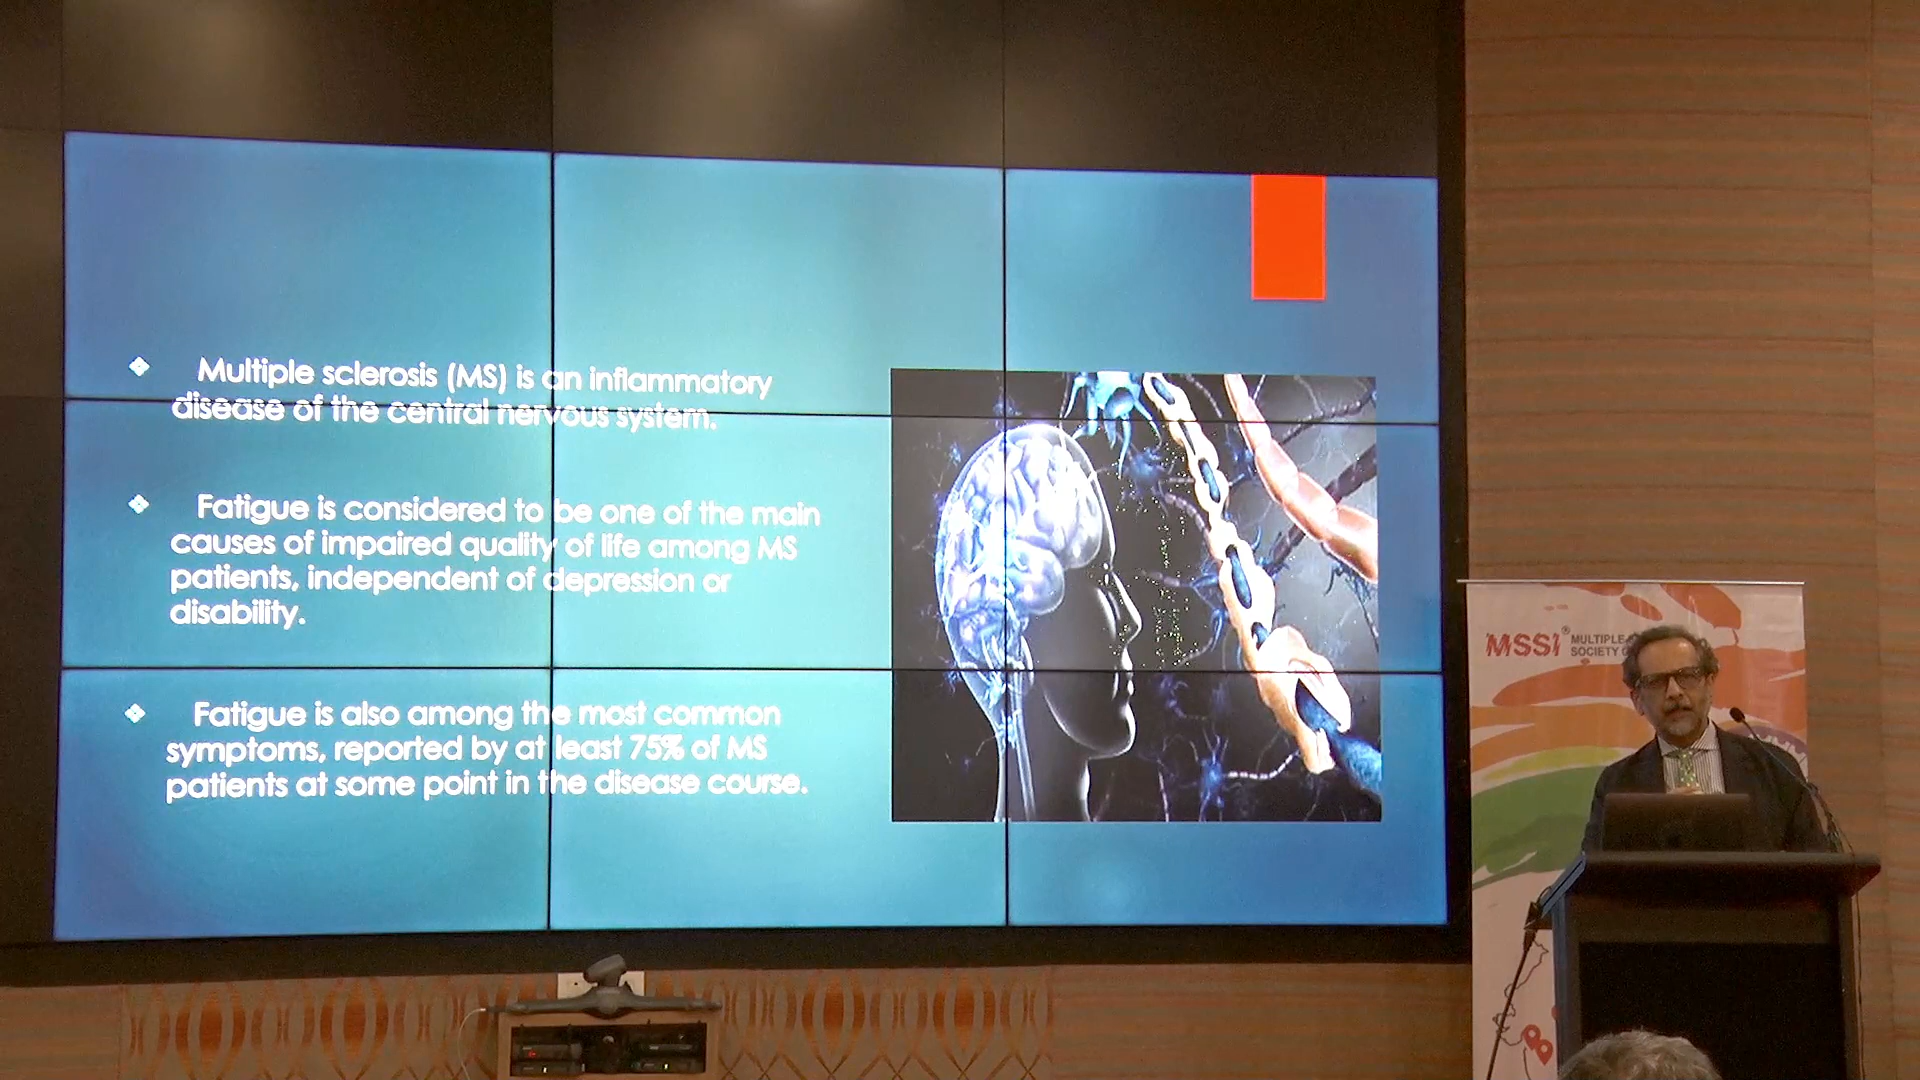 ❖ Multiple sclerosis (MS) is an inflammatory
disease of the central nervous system.
❖ Fatigue is considered to be one of the main
causes of impaired quality of life among MS
patients, independent of depression or
disability.
❖ Fatigue is also among the most common
symptoms, reported by at least 75% of MS
patients at some point in the disease course.
MSSI®
MULTIPLE
SOCIETY